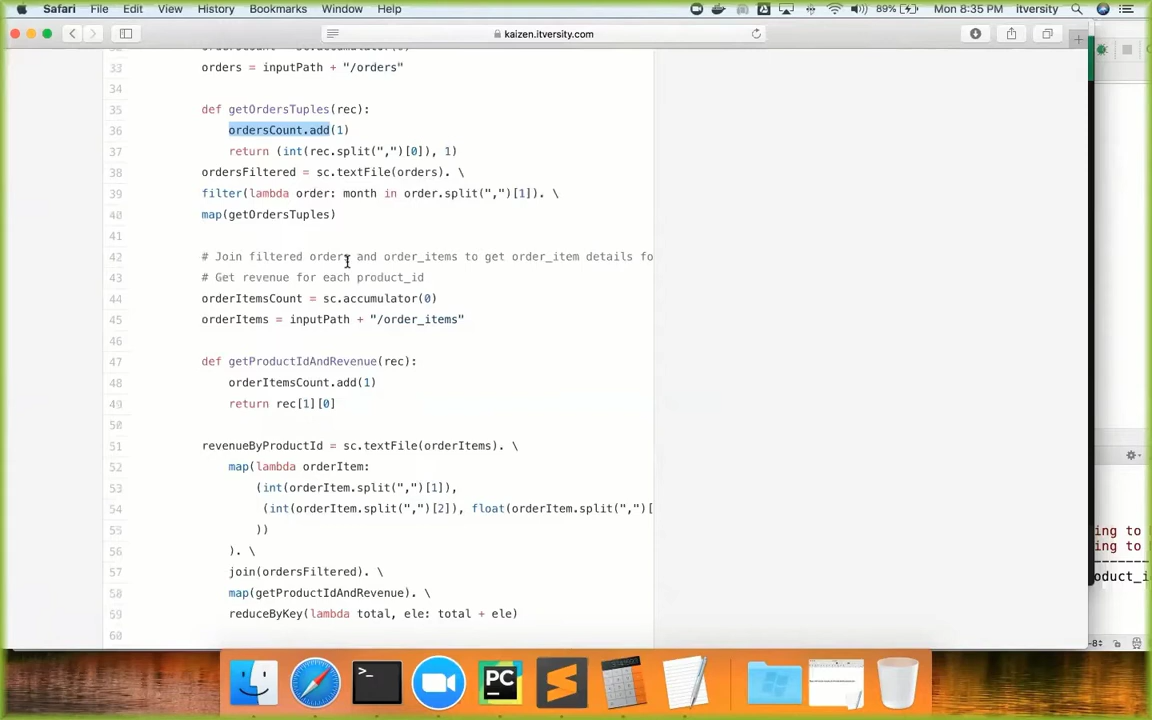 Safari File Edit View History Bookmarks Window Help 89% Mon 8:35 PM itversity
kaizen.itversity.com
33 orders = inputPath + "/orders"
34
35 def getOrdersTuples(rec):
36 ordersCount.add(1)
37 return (int(rec.split(",")[0]), 1)
38 ordersFiltered = sc.textFile(orders). \
39 filter(lambda order: month in order.split(",")[1]). \
40 map(getOrdersTuples)
41
42 # Join filtered orders and order_items to get order_item details fo
43 # Get revenue for each product_id
44 orderItemsCount = sc.accumulator(0)
45 orderItems = inputPath + "/order_items"
46
47 def getProductIdAndRevenue(rec):
48 orderItemsCount.add(1)
49 return rec[1][0]
50
51 revenueByProductId = sc.textFile(orderItems). \
52 map(lambda orderItem:
53 (int(orderItem.split(",")[1]),
54 (int(orderItem.split(",")[2]), float(orderItem.split(",")[
55 ))
56 ). \
57 join(ordersFiltered). \
58 map(getProductIdAndRevenue). \
59 reduceByKey(lambda total, ele: total + ele)
60
ing to
ing to
oduct_i
PC